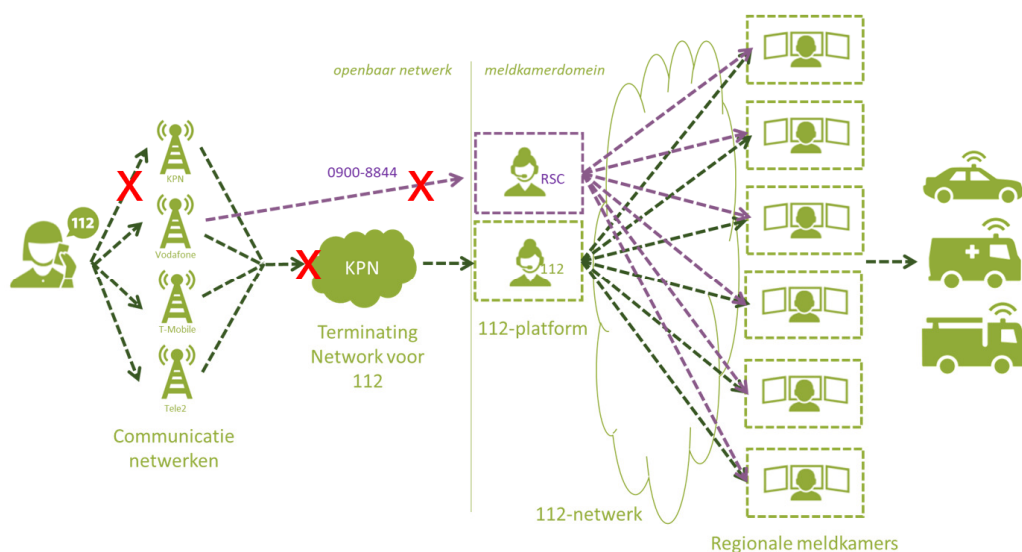 openbaar netwerk
meldkamerdomein
KPN
112
Vodafone
0900-8844
X
X
RSC
X
KPN
112
T-Mobile
Terminating
Network voor
112
112-platform
Tele2
Communicatie
netwerken
112-netwerk
Regionale meldkamers